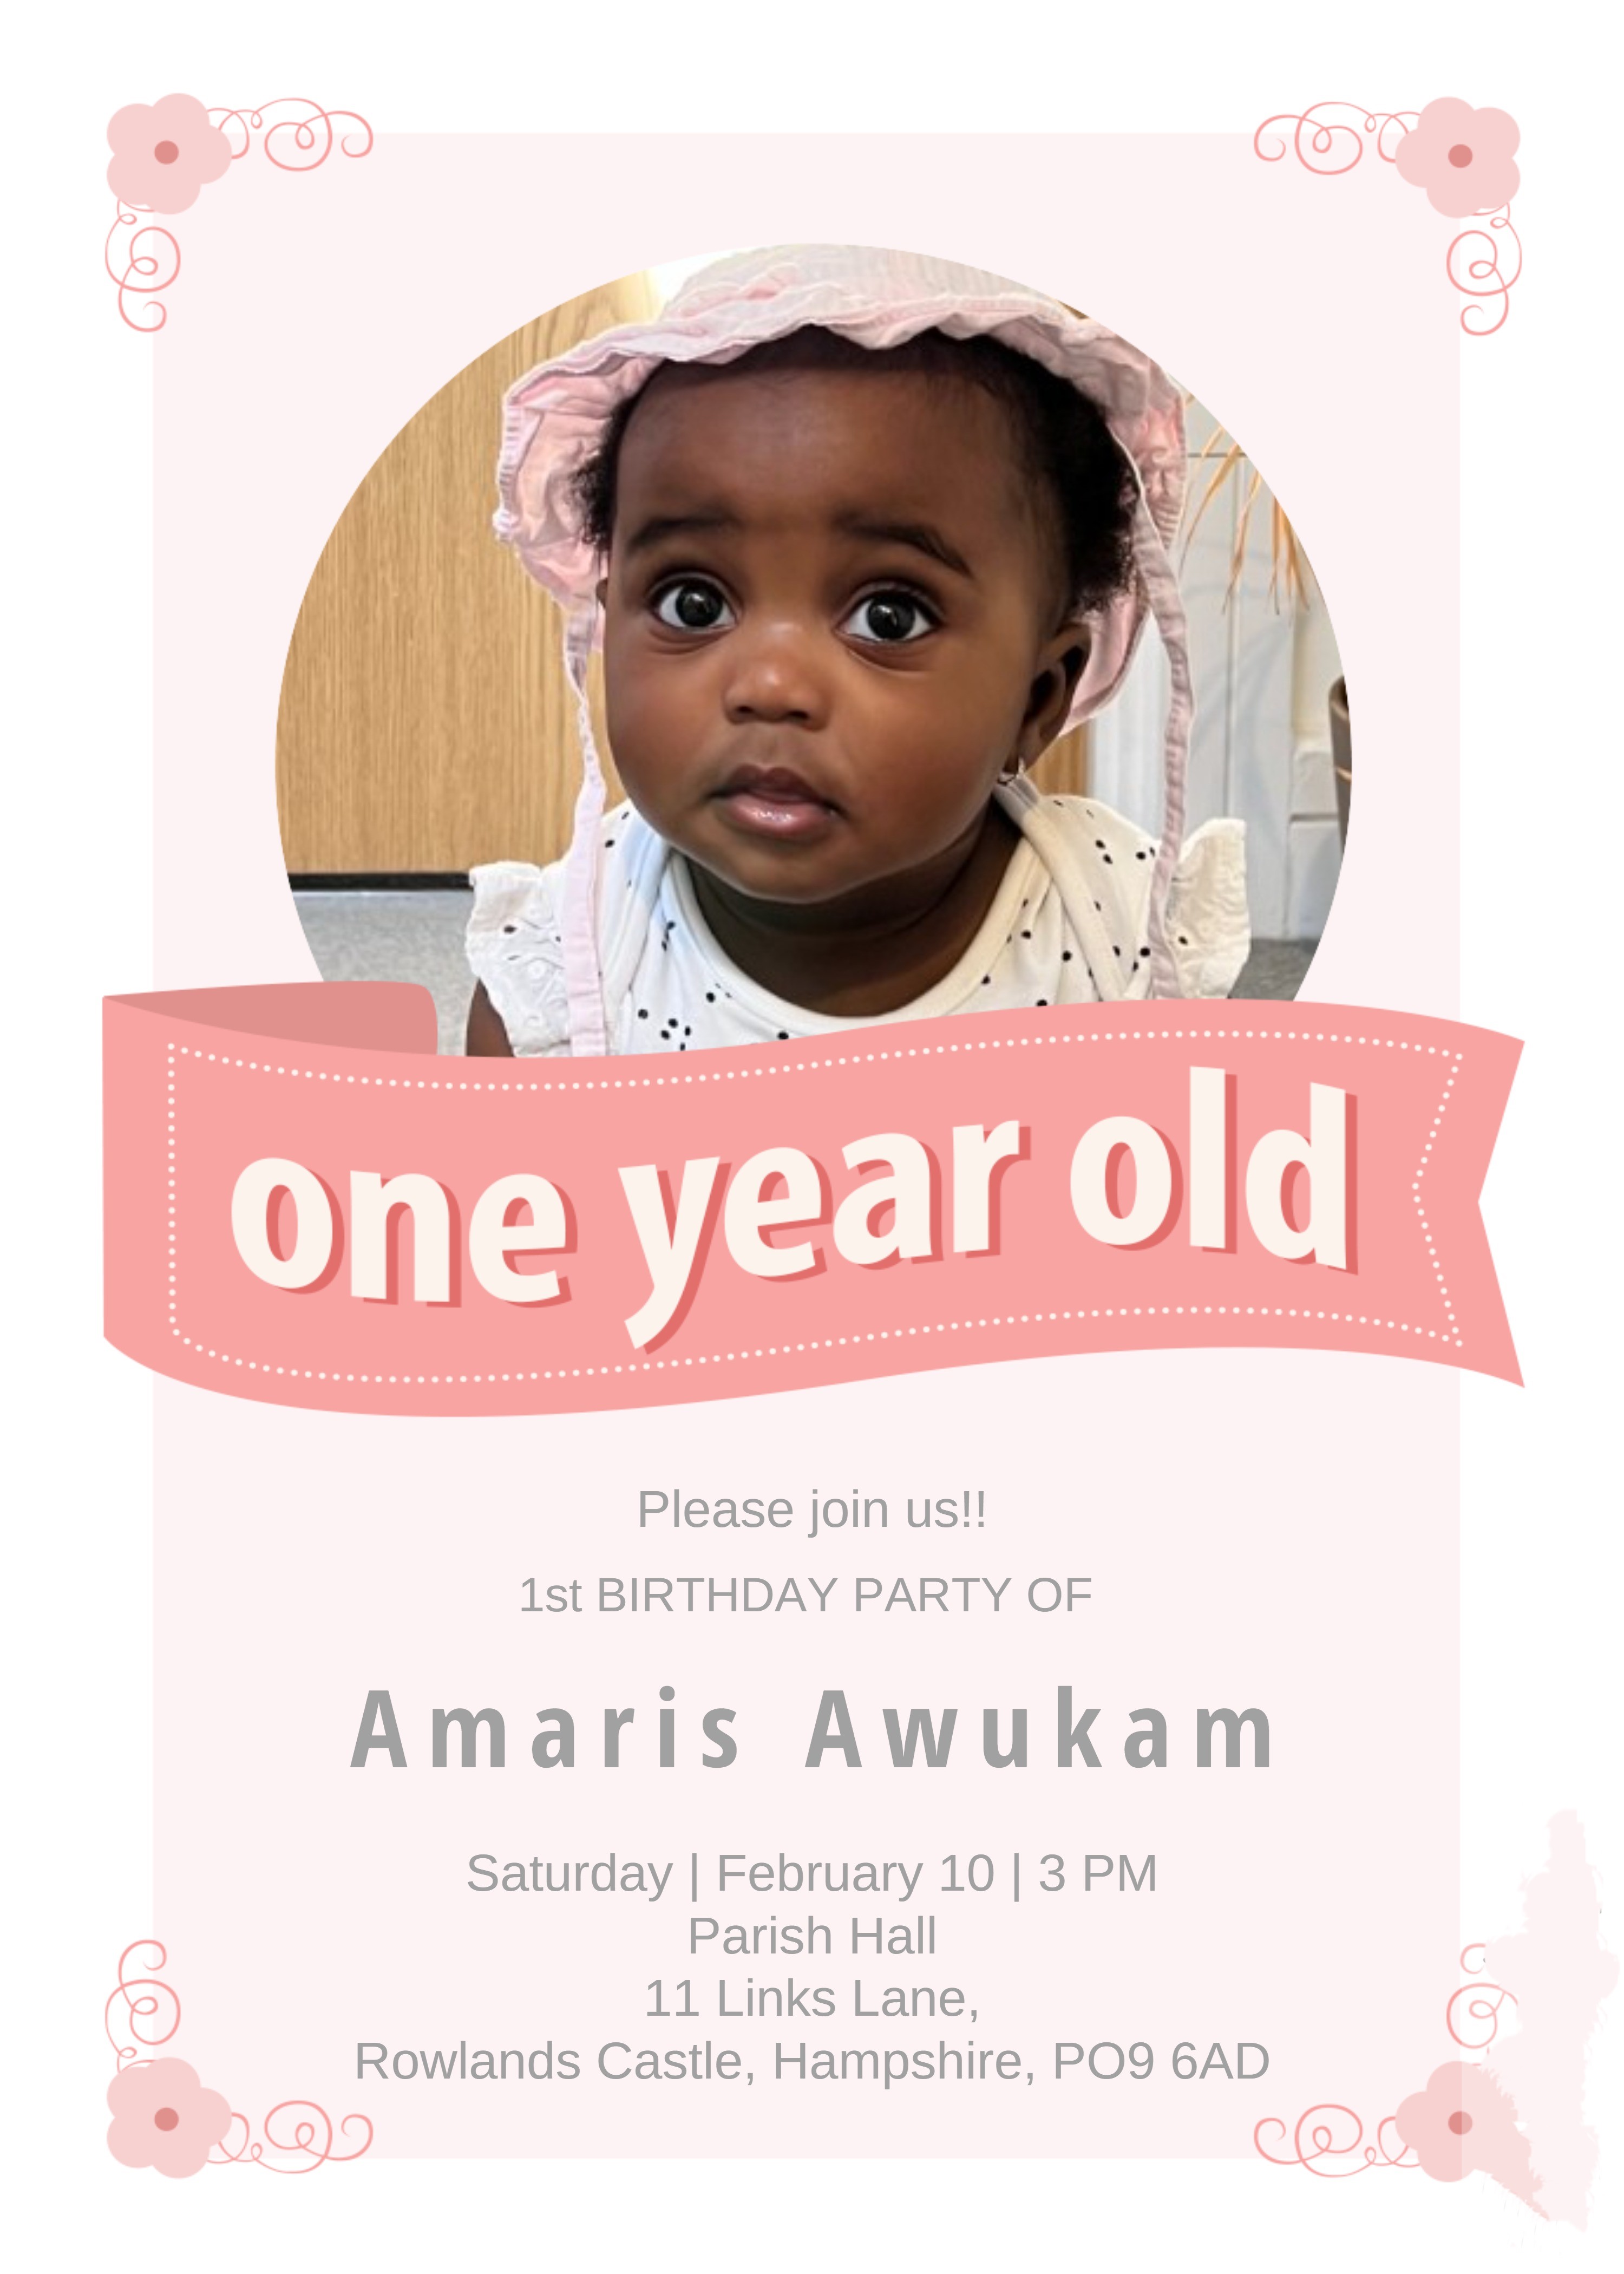 one year old
Please join us!!
1st BIRTHDAY PARTY OF
Amaris Awukam
Saturday | February 10 | 3 PM
Parish Hall
11 Links Lane,
Rowlands Castle, Hampshire, PO9 6AD